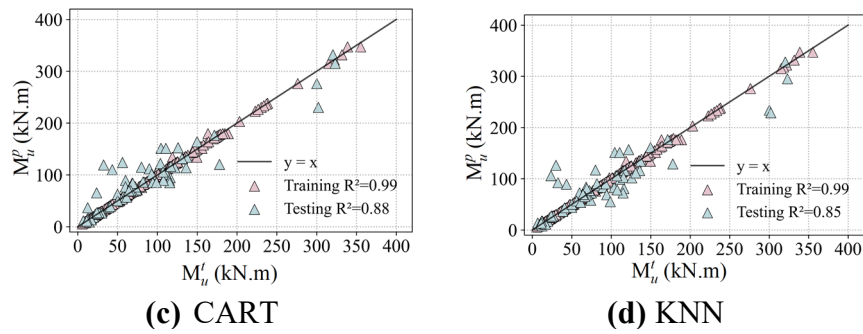 400
300
200
100
0
M_u^p (kN.m)
y = x
Training R²=0.99
Testing R²=0.88
0 50 100 150 200 250 300 350 400
M_u^t (kN.m)
(c) CART
400
300
200
100
0
M_u^p (kN.m)
y = x
Training R²=0.99
Testing R²=0.85
0 50 100 150 200 250 300 350 400
M_u^t (kN.m)
(d) KNN